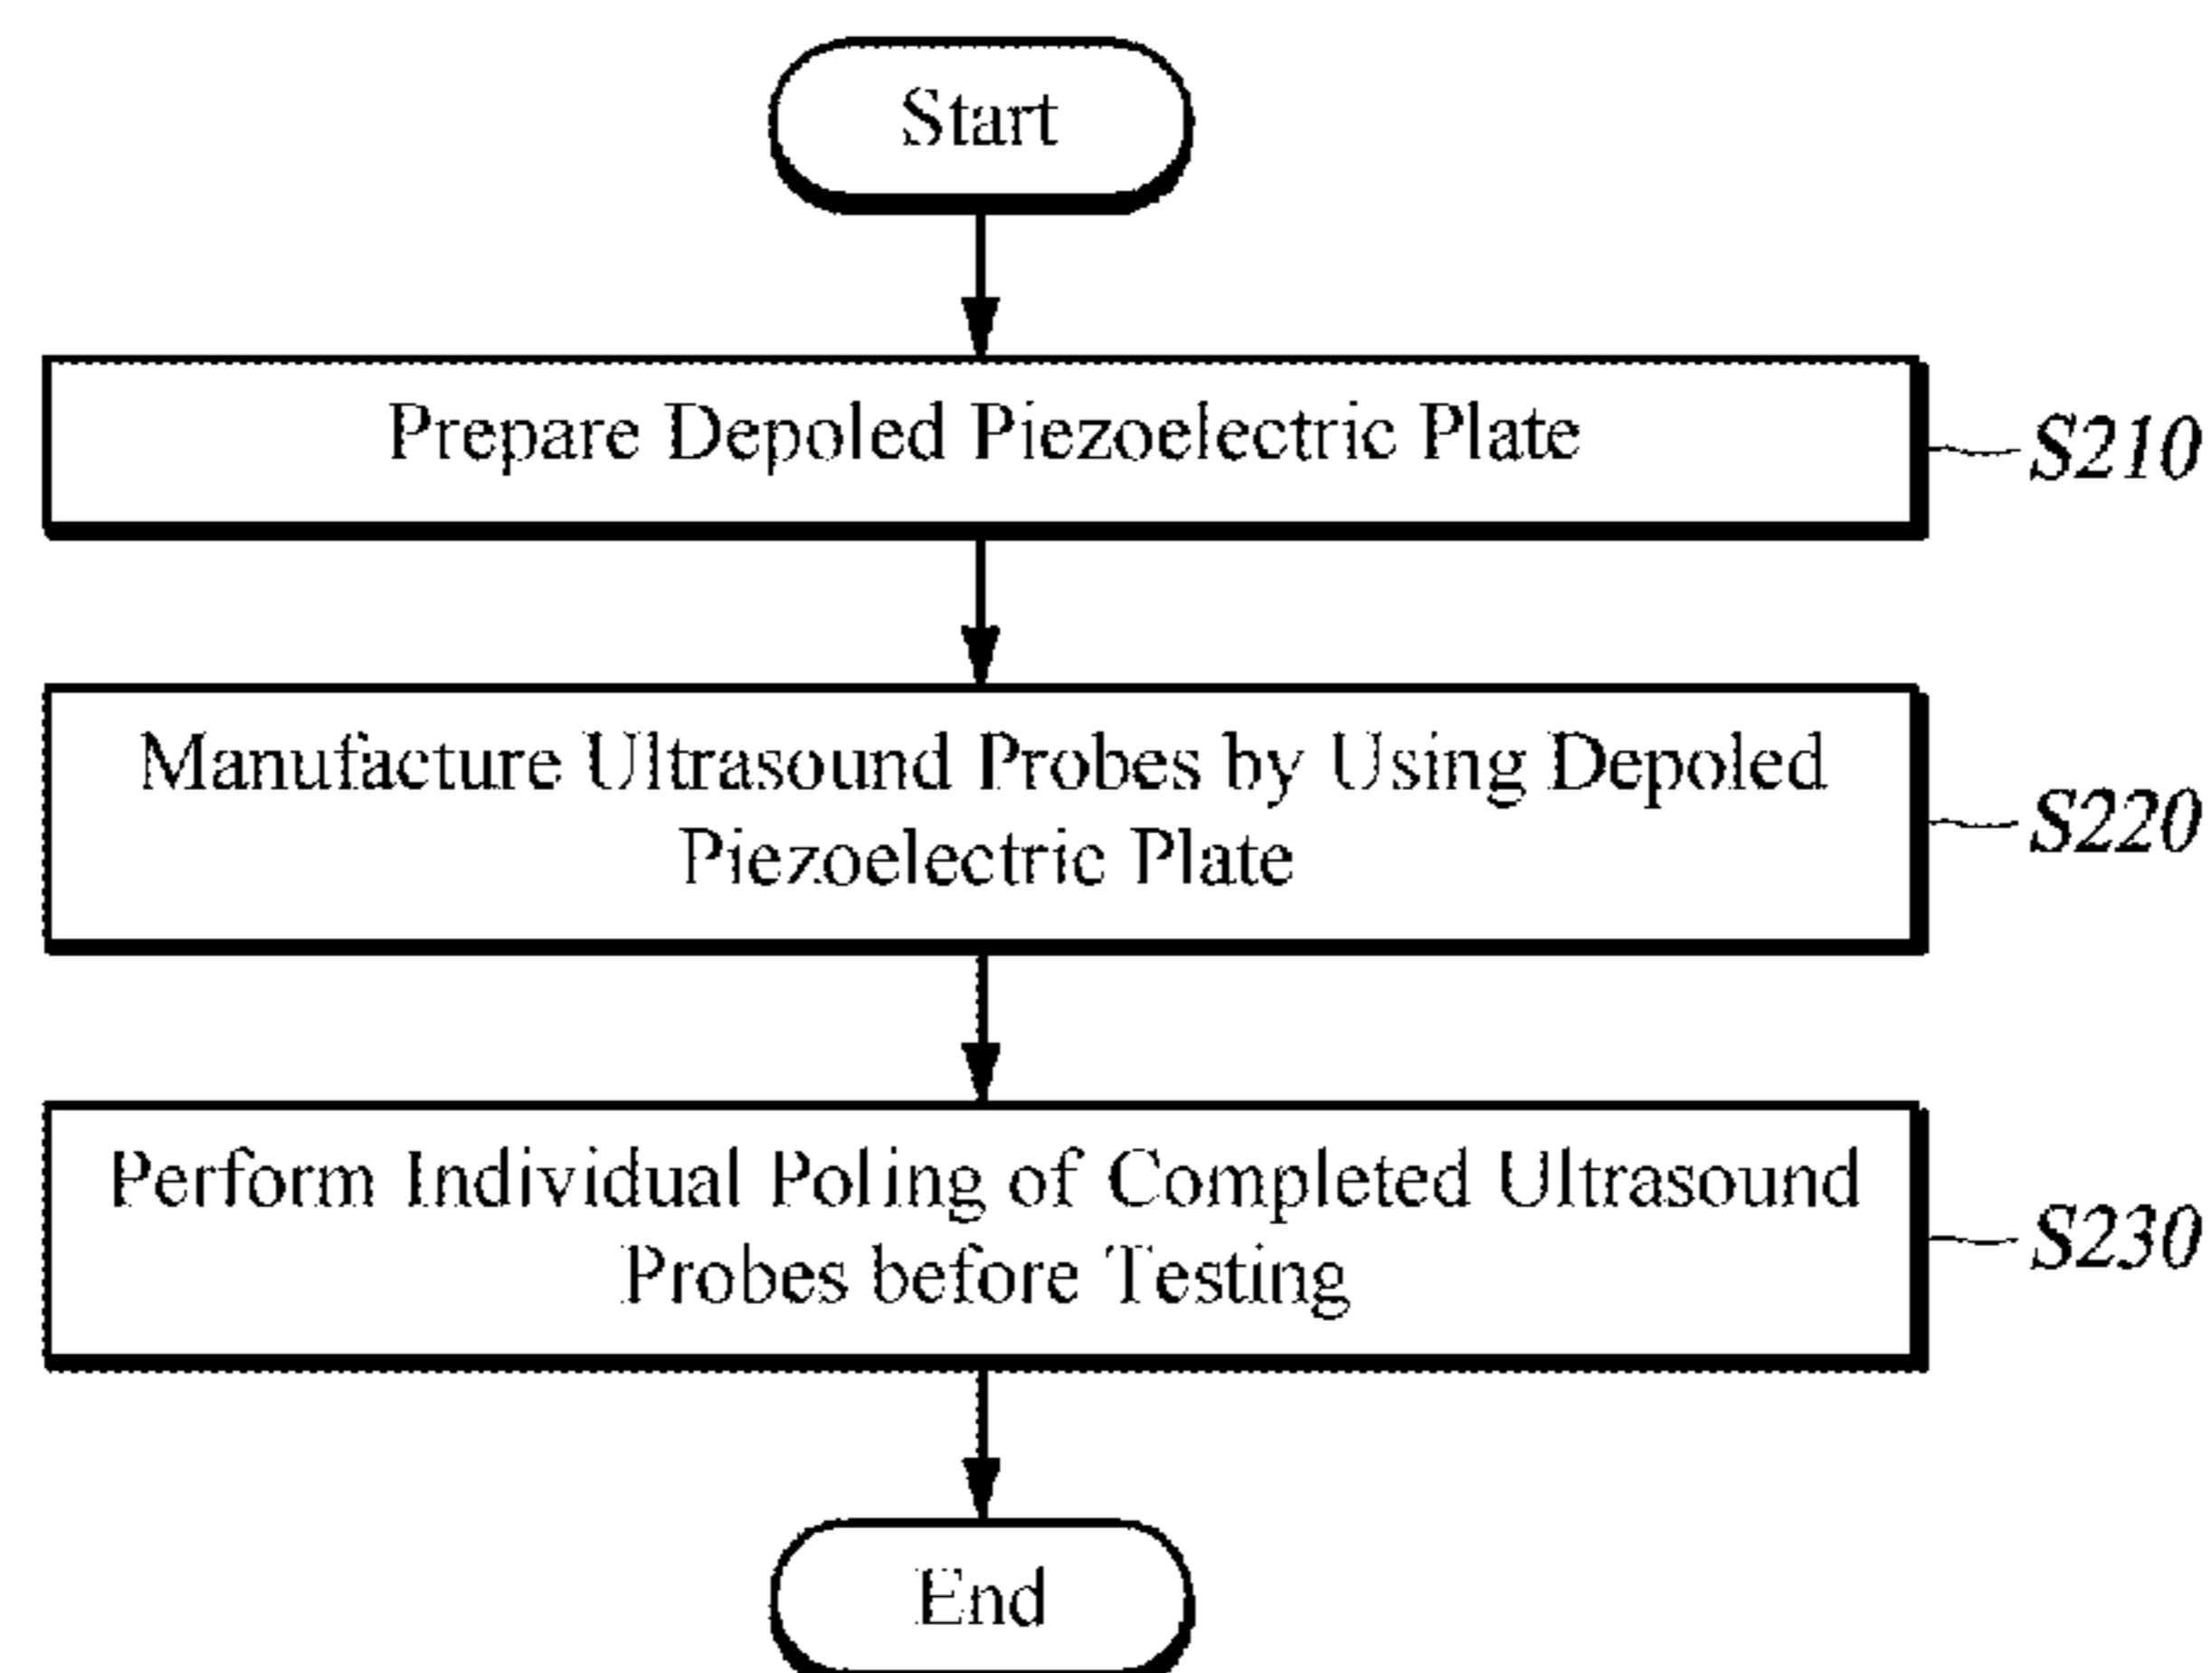 Start
Prepare Depoled Piezoelectric Plate
S210
Manufacture Ultrasound Probes by Using Depoled
Piezoelectric Plate
S220
Perform Individual Poling of Completed Ultrasound
Probes before Testing
S230
End